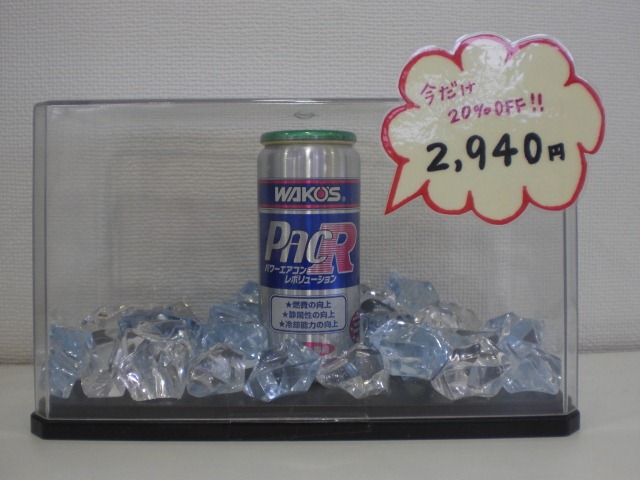 今だけ
20%OFF!!
2,940円
WAKO'S
PAC R
パワーエアコン
レボリューション
★燃費の向上
★静粛性の向上
★冷却能力の向上